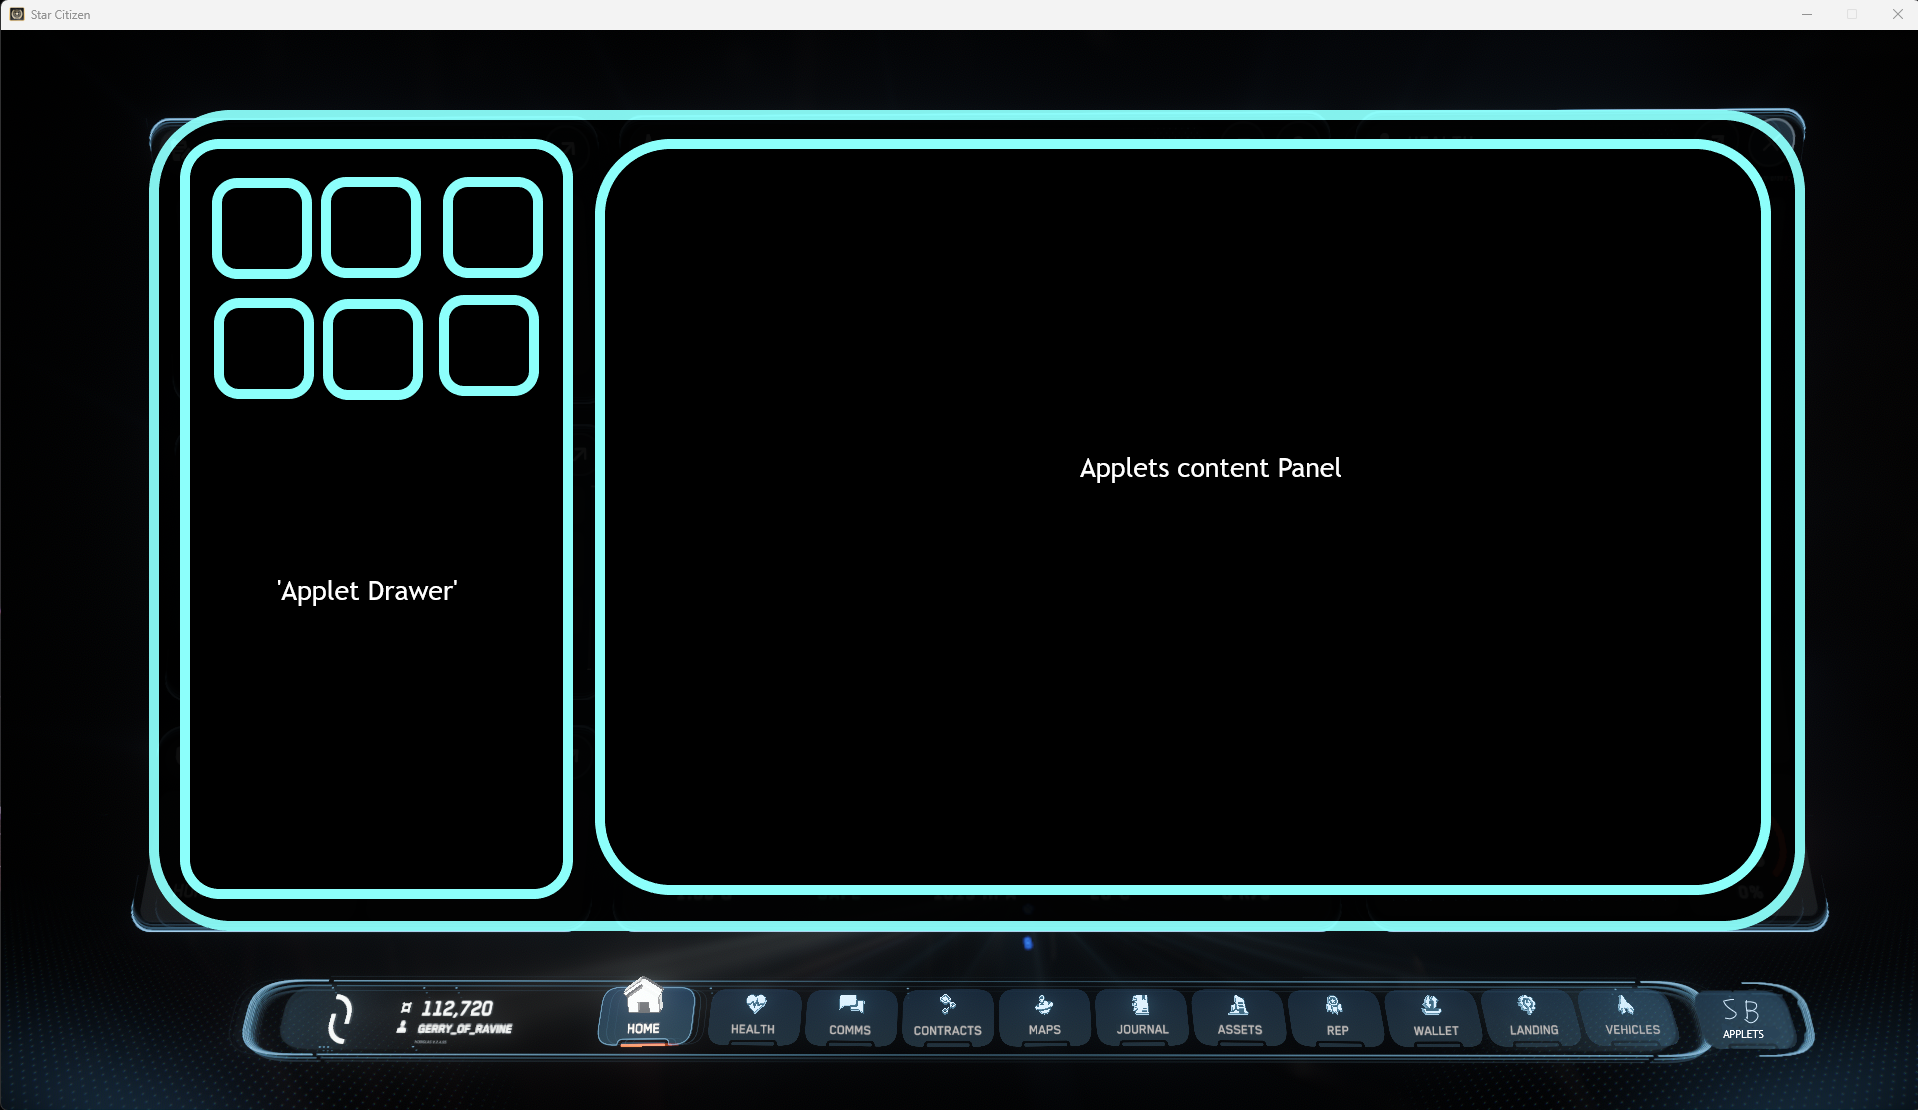 Star Citizen
Applets content Panel
'Applet Drawer'
112,720
GERRY_OF_RAVINE
HOME
HEALTH
COMMS
CONTRACTS
MAPS
JOURNAL
ASSETS
REP
WALLET
LANDING
VEHICLES
SB
APPLETS
0%